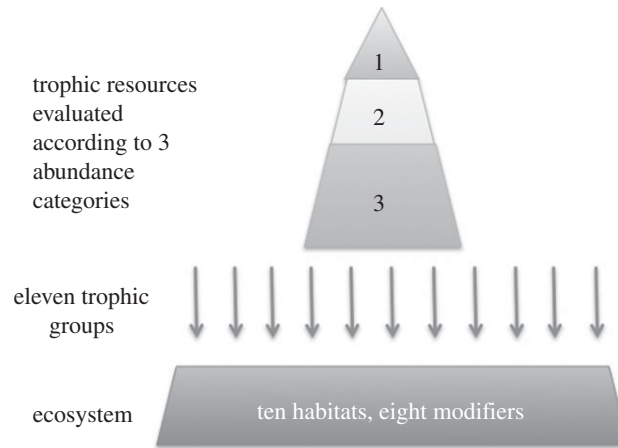 1
trophic resources
evaluated
2
according to 3
abundance
categories
3
eleven trophic
groups
ecosystem
ten habitats, eight modifiers